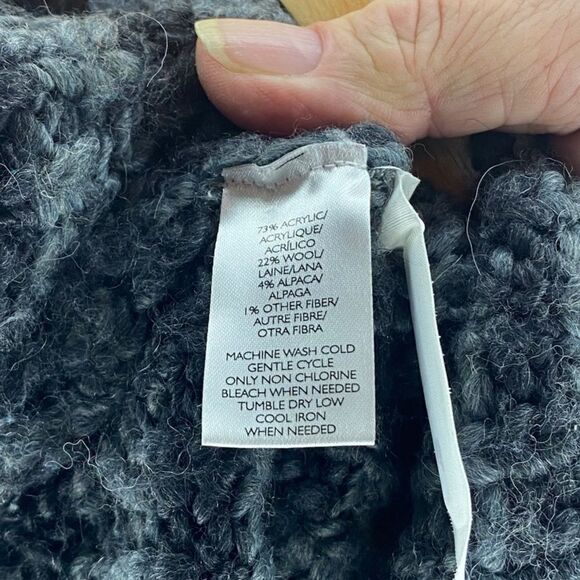 73% ACRYLIC/
ACRYLIQUE/
ACRÍLICO
22% WOOL/
LAINE/LANA
4% ALPACA/
ALPAGA
1% OTHER FIBER/
AUTRE FIBRE/
OTRA FIBRA
MACHINE WASH COLD
GENTLE CYCLE
ONLY NON CHLORINE
BLEACH WHEN NEEDED
TUMBLE DRY LOW
COOL IRON
WHEN NEEDED